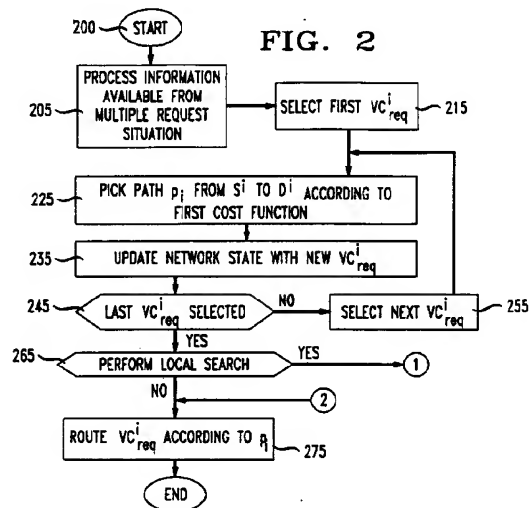 FIG. 2
200
START
205
PROCESS INFORMATION
AVAILABLE FROM
MULTIPLE REQUEST
SITUATION
SELECT FIRST VC^i_req
215
225
PICK PATH p_i FROM S^i TO D^i ACCORDING TO
FIRST COST FUNCTION
235
UPDATE NETWORK STATE WITH NEW VC^i_req
245
LAST VC^i_req SELECTED
NO
SELECT NEXT VC^i_req
255
YES
265
PERFORM LOCAL SEARCH
YES
1
NO
2
ROUTE VC^i_req ACCORDING TO p_i
275
END